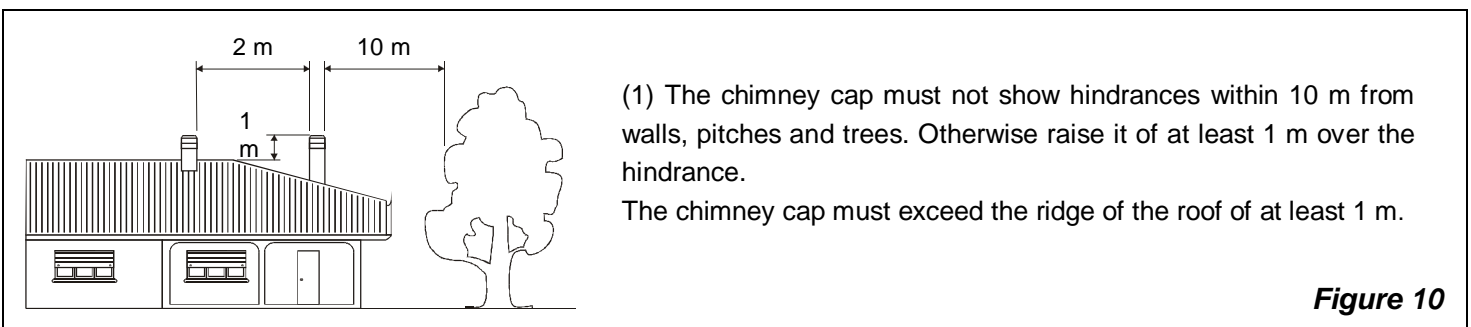 2 m
10 m
1
m
(1) The chimney cap must not show hindrances within 10 m from
walls, pitches and trees. Otherwise raise it of at least 1 m over the
hindrance.
The chimney cap must exceed the ridge of the roof of at least 1 m.
Figure 10